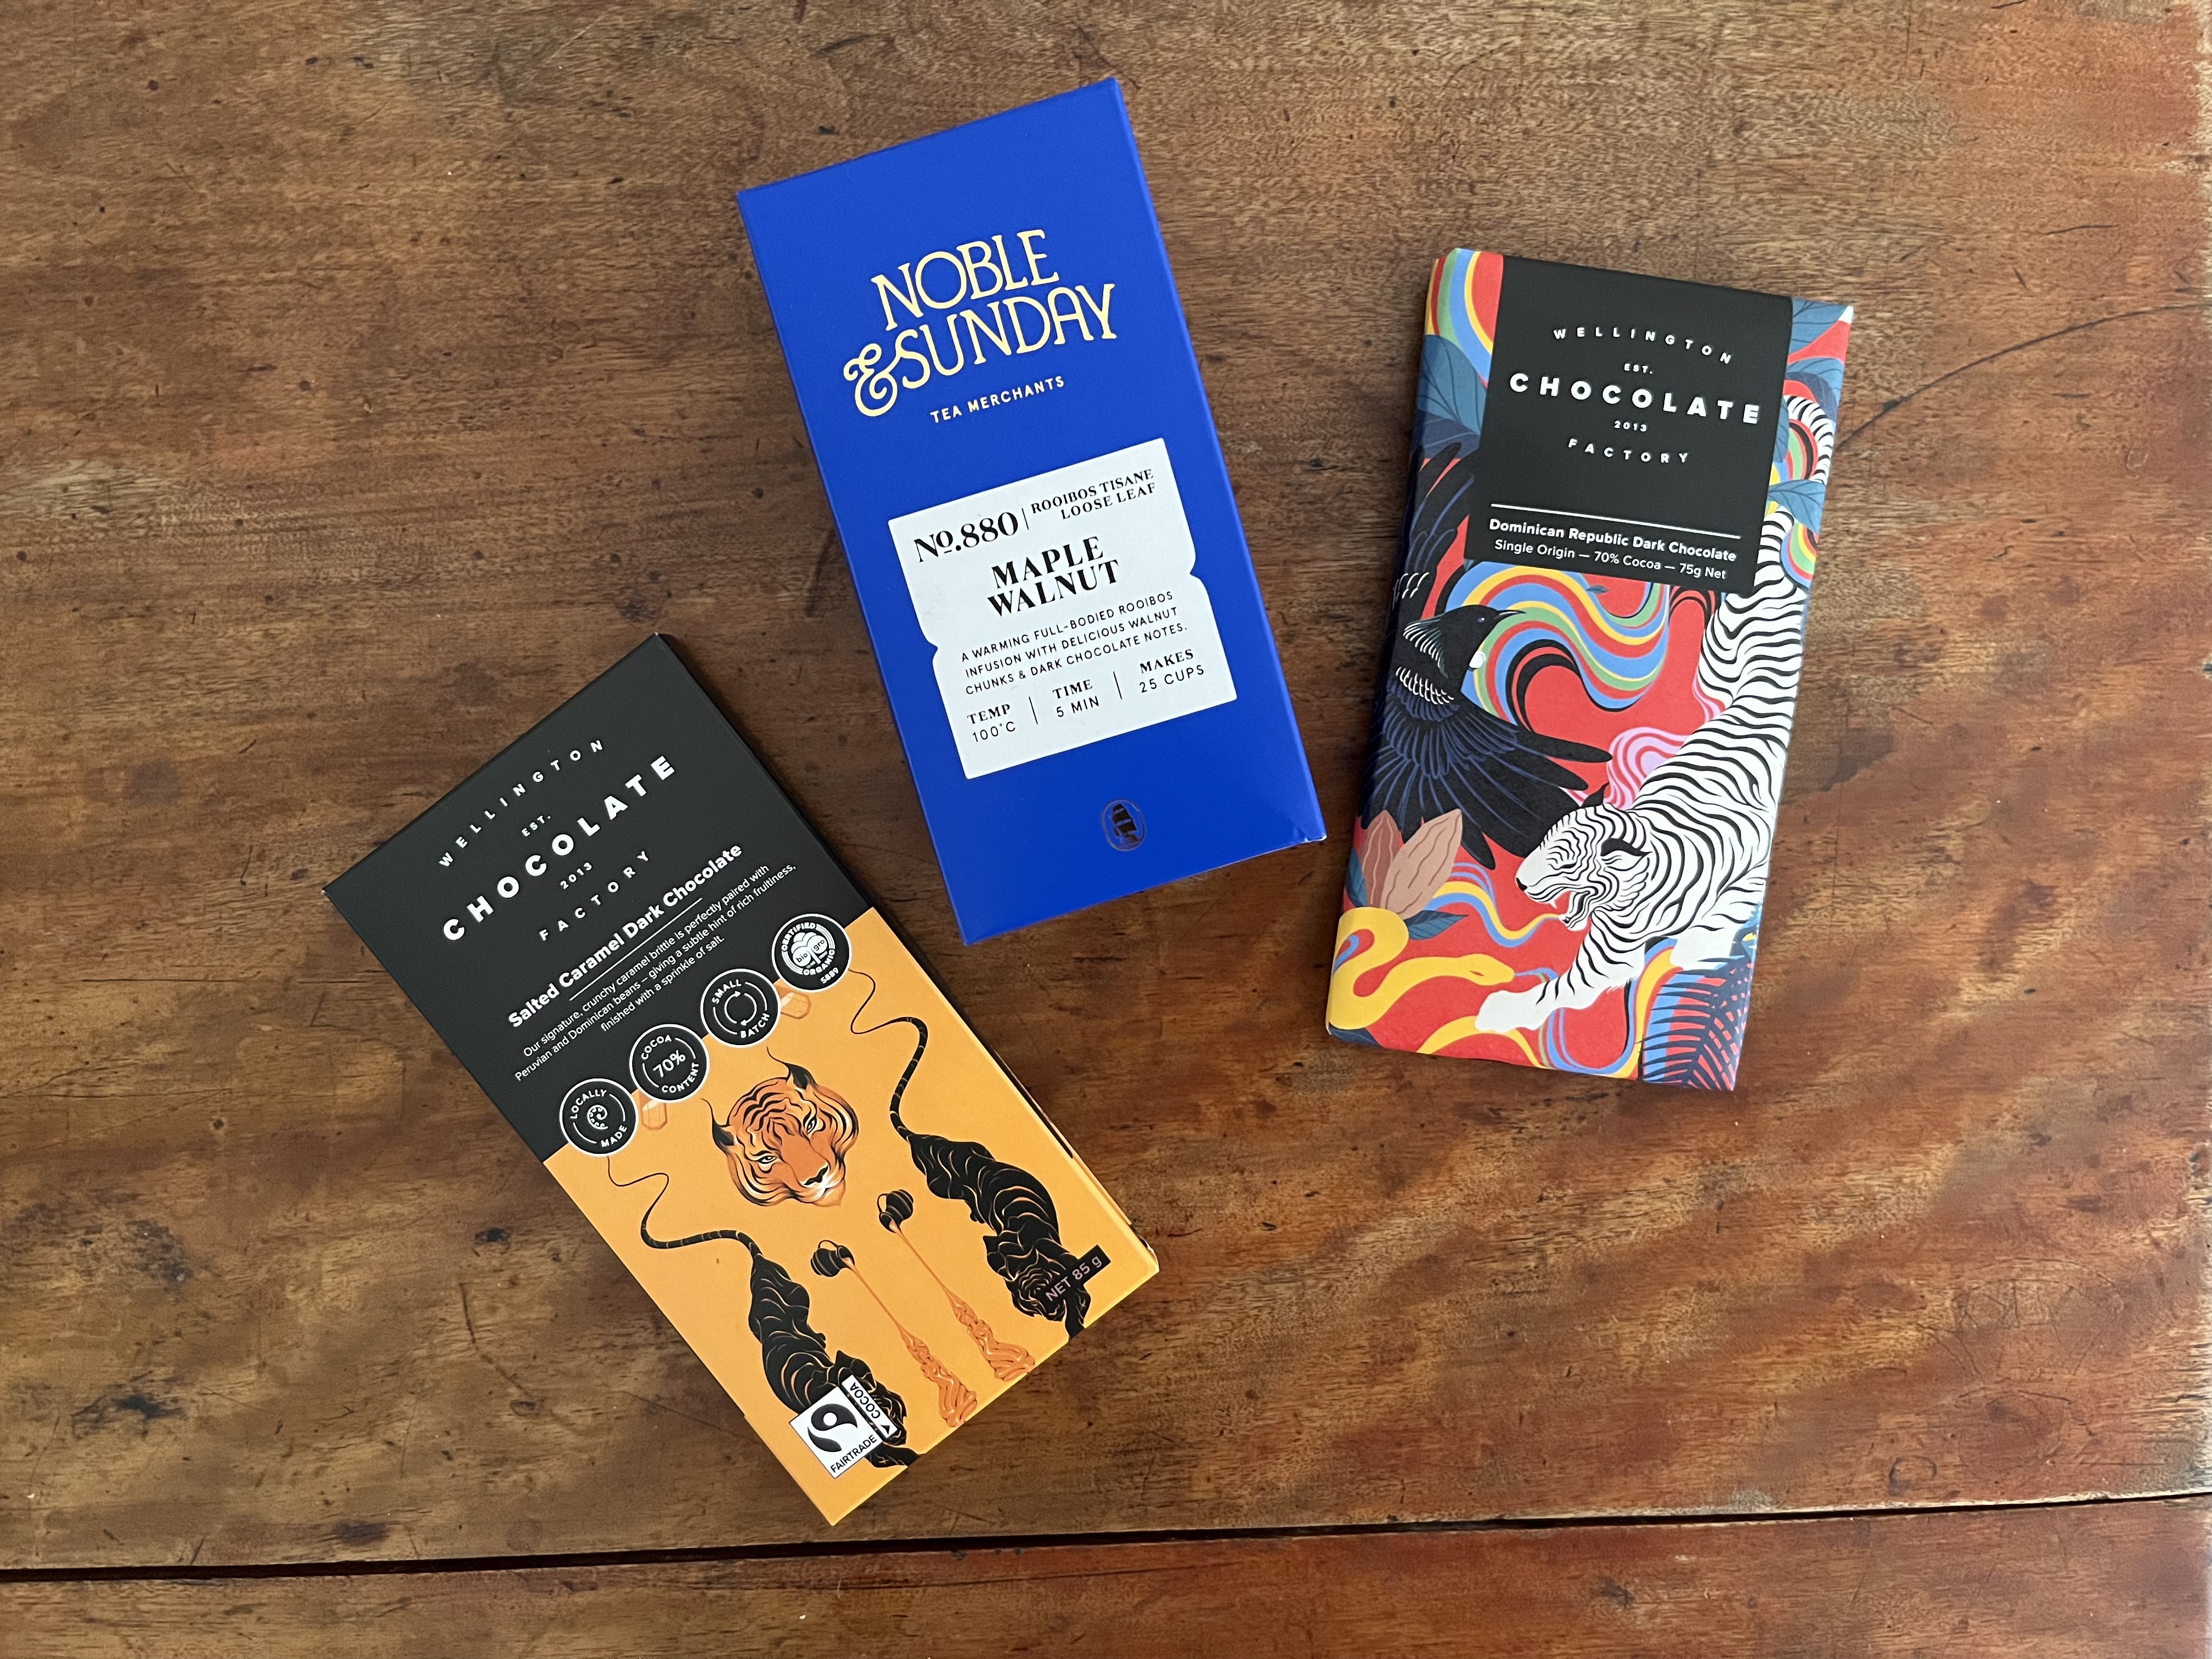 NOBLE
&SUNDAY
TEA MERCHANTS
Nº.880 | ROOIBOS TISANE
LOOSE LEAF
MAPLE
WALNUT
A WARMING FULL-BODIED ROOIBOS
INFUSION WITH DELICIOUS WALNUT
CHUNKS & DARK CHOCOLATE NOTES.
TEMP | TIME | MAKES
100°C | 5 MIN | 25 CUPS
WELLINGTON
EST.
CHOCOLATE
2013
FACTORY
Dominican Republic Dark Chocolate
Single Origin — 70% Cocoa — 75g Net
WELLINGTON
EST.
CHOCOLATE
2013
FACTORY
Salted Caramel Dark Chocolate
Our signature, crunchy caramel brittle is perfectly paired with
Peruvian and Dominican beans – giving a subtle hint of rich fruitiness,
finished with a sprinkle of salt.
LOCALLY
MADE
COCOA
70%
CONTENT
SMALL
BATCH
CERTIFIED
bio gro
ORGANIC
5889
NET 85 g
FAIRTRADE
COCOA